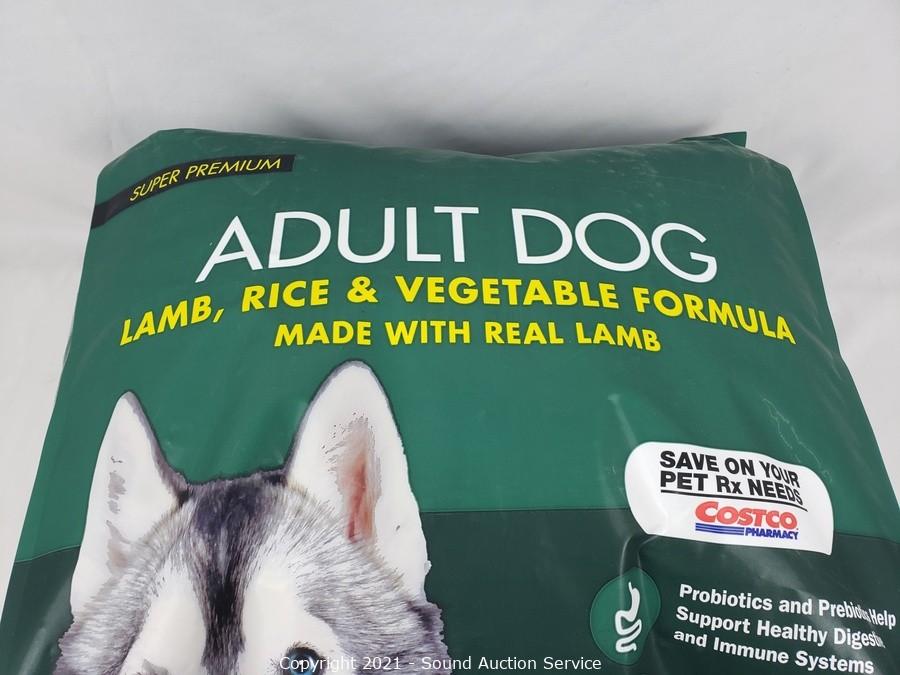 SUPER PREMIUM
ADULT DOG
LAMB, RICE & VEGETABLE FORMULA
MADE WITH REAL LAMB
SAVE ON YOUR
PET Rx NEEDS
COSTCO
PHARMACY
Probiotics and Prebiotics Help
Support Healthy Digestive
and Immune Systems
Copyright 2021 - Sound Auction Service